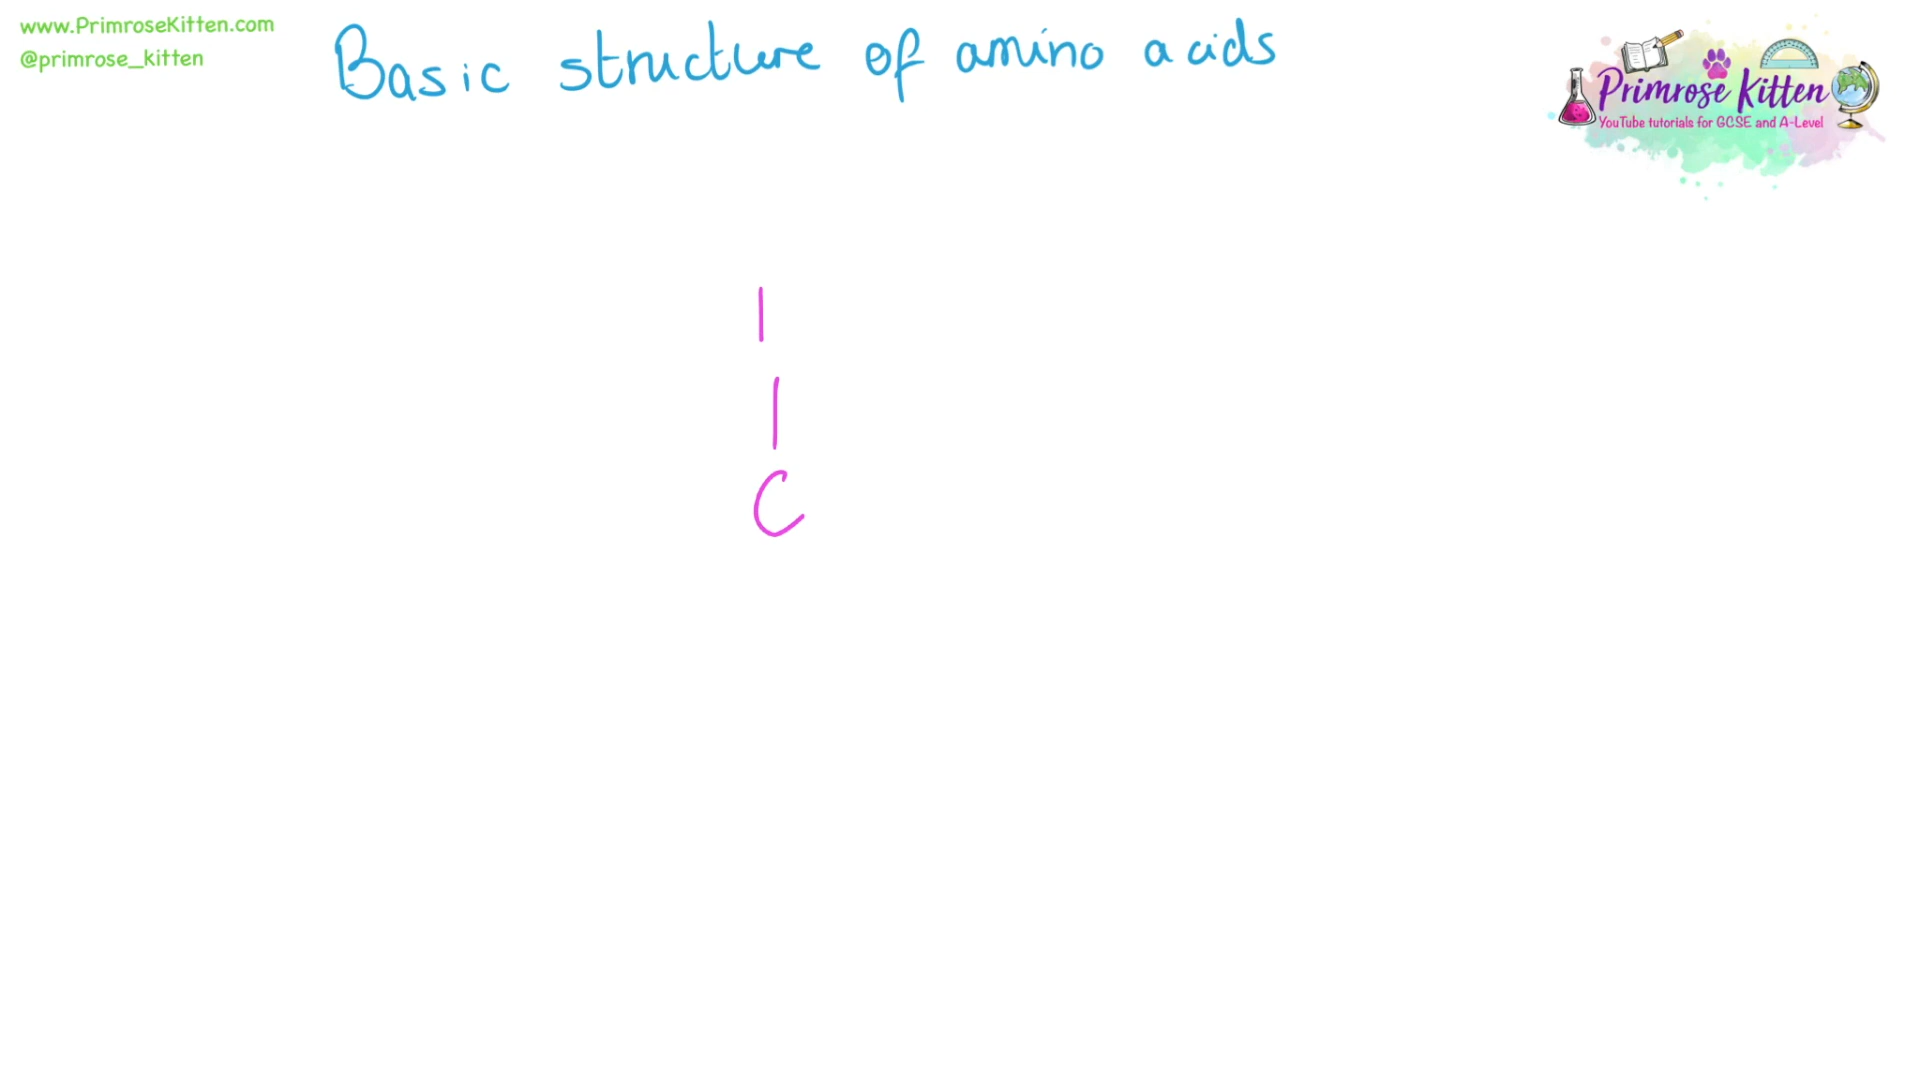 www.PrimroseKitten.com
@primrose_kitten
Basic structure of amino acids
Primrose Kitten
YouTube tutorials for GCSE and A-Level
C